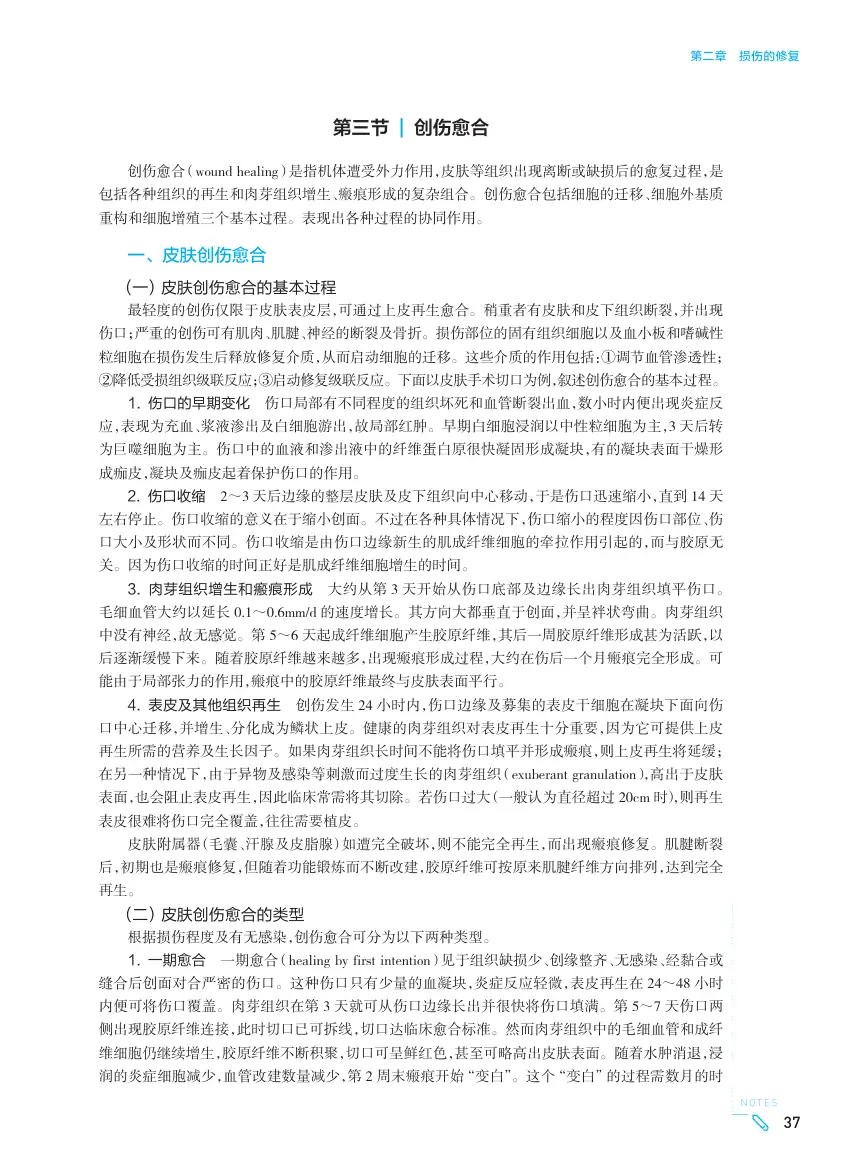 第二章 损伤的修复
第三节 | 创伤愈合
创伤愈合(wound healing)是指机体遭受外力作用,皮肤等组织出现离断或缺损后的愈复过程,是
包括各种组织的再生和肉芽组织增生、瘢痕形成的复杂组合。创伤愈合包括细胞的迁移、细胞外基质
重构和细胞增殖三个基本过程。表现出各种过程的协同作用。
一、皮肤创伤愈合
(一)皮肤创伤愈合的基本过程
最轻度的创伤仅限于皮肤表皮层,可通过上皮再生愈合。稍重者有皮肤和皮下组织断裂,并出现
伤口;严重的创伤可有肌肉、肌腱、神经的断裂及骨折。损伤部位的固有组织细胞以及血小板和嗜碱性
粒细胞在损伤发生后释放修复介质,从而启动细胞的迁移。这些介质的作用包括:①调节血管渗透性;
②降低受损组织级联反应;③启动修复级联反应。下面以皮肤手术切口为例,叙述创伤愈合的基本过程。
1. 伤口的早期变化 伤口局部有不同程度的组织坏死和血管断裂出血,数小时内便出现炎症反
应,表现为充血、浆液渗出及白细胞游出,故局部红肿。早期白细胞浸润以中性粒细胞为主,3 天后转
为巨噬细胞为主。伤口中的血液和渗出液中的纤维蛋白原很快凝固形成凝块,有的凝块表面干燥形
成痂皮,凝块及痂皮起着保护伤口的作用。
2. 伤口收缩 2～3 天后边缘的整层皮肤及皮下组织向中心移动,于是伤口迅速缩小,直到 14 天
左右停止。伤口收缩的意义在于缩小创面。不过在各种具体情况下,伤口缩小的程度因伤口部位、伤
口大小及形状而不同。伤口收缩是由伤口边缘新生的肌成纤维细胞的牵拉作用引起的,而与胶原无
关。因为伤口收缩的时间正好是肌成纤维细胞增生的时间。
3. 肉芽组织增生和瘢痕形成 大约从第 3 天开始从伤口底部及边缘长出肉芽组织填平伤口。
毛细血管大约以延长 0.1～0.6mm/d 的速度增长。其方向大都垂直于创面,并呈袢状弯曲。肉芽组织
中没有神经,故无感觉。第 5～6 天起成纤维细胞产生胶原纤维,其后一周胶原纤维形成甚为活跃,以
后逐渐缓慢下来。随着胶原纤维越来越多,出现瘢痕形成过程,大约在伤后一个月瘢痕完全形成。可
能由于局部张力的作用,瘢痕中的胶原纤维最终与皮肤表面平行。
4. 表皮及其他组织再生 创伤发生 24 小时内,伤口边缘及募集的表皮干细胞在凝块下面向伤
口中心迁移,并增生、分化成为鳞状上皮。健康的肉芽组织对表皮再生十分重要,因为它可提供上皮
再生所需的营养及生长因子。如果肉芽组织长时间不能将伤口填平并形成瘢痕,则上皮再生将延缓;
在另一种情况下,由于异物及感染等刺激而过度生长的肉芽组织(exuberant granulation),高出于皮肤
表面,也会阻止表皮再生,因此临床常需将其切除。若伤口过大(一般认为直径超过 20cm 时),则再生
表皮很难将伤口完全覆盖,往往需要植皮。
皮肤附属器(毛囊、汗腺及皮脂腺)如遭完全破坏,则不能完全再生,而出现瘢痕修复。肌腱断裂
后,初期也是瘢痕修复,但随着功能锻炼而不断改建,胶原纤维可按原来肌腱纤维方向排列,达到完全
再生。
(二)皮肤创伤愈合的类型
根据损伤程度及有无感染,创伤愈合可分为以下两种类型。
1. 一期愈合 一期愈合(healing by first intention)见于组织缺损少、创缘整齐、无感染、经黏合或
缝合后创面对合严密的伤口。这种伤口只有少量的血凝块,炎症反应轻微,表皮再生在 24～48 小时
内便可将伤口覆盖。肉芽组织在第 3 天就可从伤口边缘长出并很快将伤口填满。第 5～7 天伤口两
侧出现胶原纤维连接,此时切口已可拆线,切口达临床愈合标准。然而肉芽组织中的毛细血管和成纤
维细胞仍继续增生,胶原纤维不断积聚,切口可呈鲜红色,甚至可略高出皮肤表面。随着水肿消退,浸
润的炎症细胞减少,血管改建数量减少,第 2 周末瘢痕开始“变白”。这个“变白”的过程需数月的时
NOTES
37